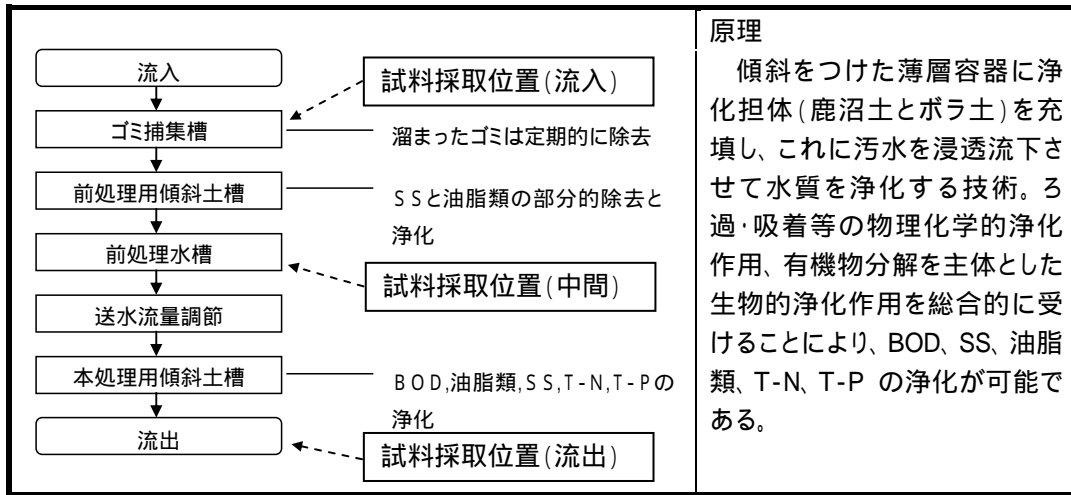 流入
試料採取位置(流入)
ゴミ捕集槽
溜まったゴミは定期的に除去
前処理用傾斜土槽
SSと油脂類の部分的除去と
浄化
前処理水槽
試料採取位置(中間)
送水流量調節
本処理用傾斜土槽
BOD,油脂類,SS,T-N,T-Pの
浄化
流出
試料採取位置(流出)
原理
傾斜をつけた薄層容器に浄
化担体(鹿沼土とボラ土)を充
填し、これに汚水を浸透流下さ
せて水質を浄化する技術。ろ
過・吸着等の物理化学的浄化
作用、有機物分解を主体とした
生物的浄化作用を総合的に受
けることにより、BOD、SS、油脂
類、T-N、T-P の浄化が可能で
ある。